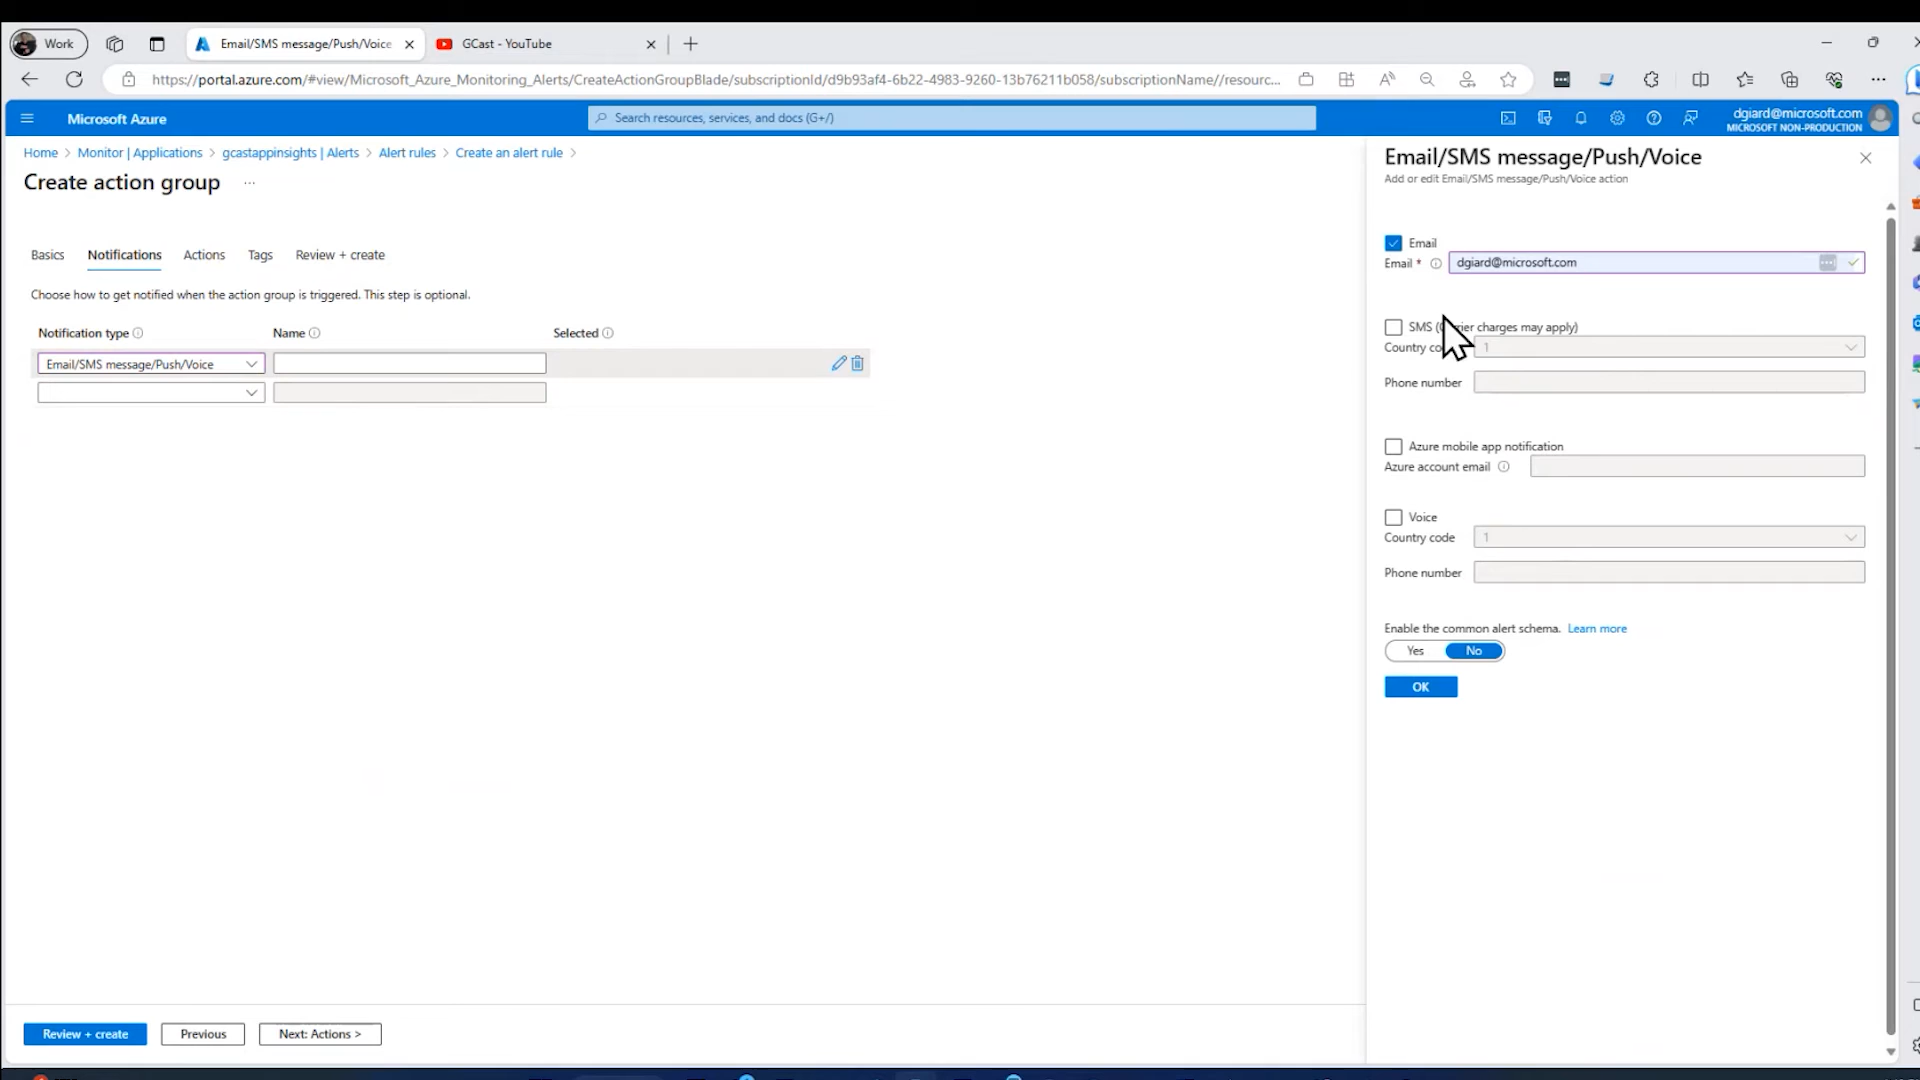 Work
Email/SMS message/Push/Voice
GCast - YouTube
https://portal.azure.com/#view/Microsoft_Azure_Monitoring_Alerts/CreateActionGroupBlade/subscriptionId/d9b93af4-6b22-4983-9260-13b76211b058/subscriptionName//resourc...
Microsoft Azure
Search resources, services, and docs (G+/)
dgiard@microsoft.com
MICROSOFT NON-PRODUCTION
Home > Monitor | Applications > gcastappinsights | Alerts > Alert rules > Create an alert rule >
Create action group ...
Basics Notifications Actions Tags Review + create
Choose how to get notified when the action group is triggered. This step is optional.
Notification type Name Selected
Email/SMS message/Push/Voice
Review + create Previous Next: Actions >
Email/SMS message/Push/Voice
Add or edit Email/SMS message/Push/Voice action
Email
Email * dgiard@microsoft.com
SMS ( charges may apply)
Country 1
Phone number
Azure mobile app notification
Azure account email
Voice
Country code 1
Phone number
Enable the common alert schema. Learn more
Yes No
OK